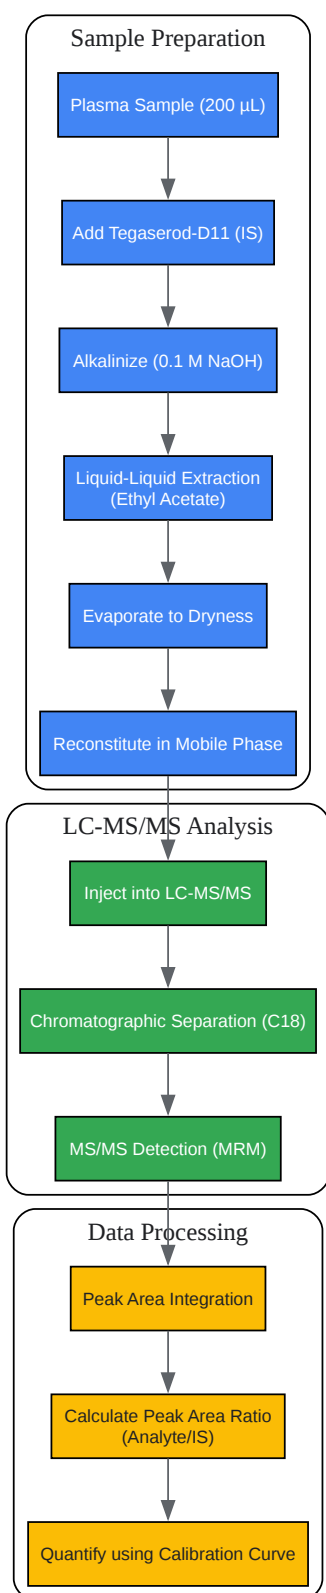 Sample Preparation
Plasma Sample (200 µL)
Add Tegaserod-D11 (IS)
Alkalinize (0.1 M NaOH)
Liquid-Liquid Extraction
(Ethyl Acetate)
Evaporate to Dryness
Reconstitute in Mobile Phase
LC-MS/MS Analysis
Inject into LC-MS/MS
Chromatographic Separation (C18)
MS/MS Detection (MRM)
Data Processing
Peak Area Integration
Calculate Peak Area Ratio
(Analyte/IS)
Quantify using Calibration Curve